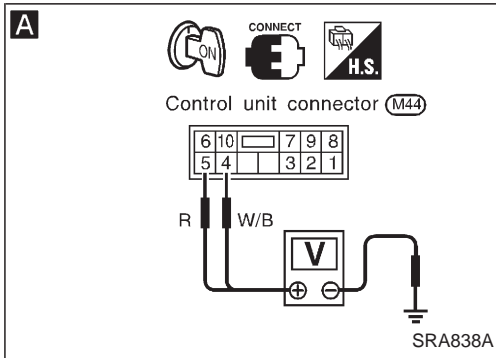 A
ON
CONNECT
H.S.
Control unit connector M44
6 10 7 9 8
5 4 3 2 1
R W/B
V
⊕ ⊖
SRA838A